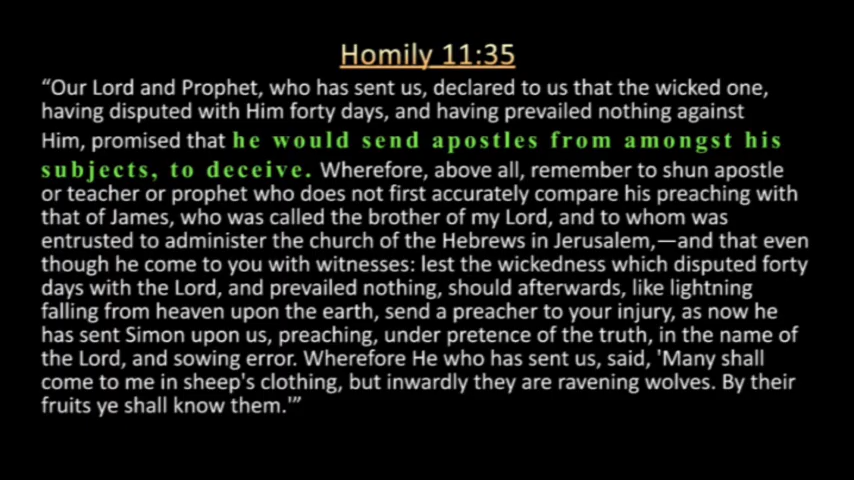 Homily 11:35
“Our Lord and Prophet, who has sent us, declared to us that the wicked one,
having disputed with Him forty days, and having prevailed nothing against
Him, promised that he would send apostles from amongst his
subjects, to deceive. Wherefore, above all, remember to shun apostle
or teacher or prophet who does not first accurately compare his preaching with
that of James, who was called the brother of my Lord, and to whom was
entrusted to administer the church of the Hebrews in Jerusalem,—and that even
though he come to you with witnesses: lest the wickedness which disputed forty
days with the Lord, and prevailed nothing, should afterwards, like lightning
falling from heaven upon the earth, send a preacher to your injury, as now he
has sent Simon upon us, preaching, under pretence of the truth, in the name of
the Lord, and sowing error. Wherefore He who has sent us, said, 'Many shall
come to me in sheep's clothing, but inwardly they are ravening wolves. By their
fruits ye shall know them.'”